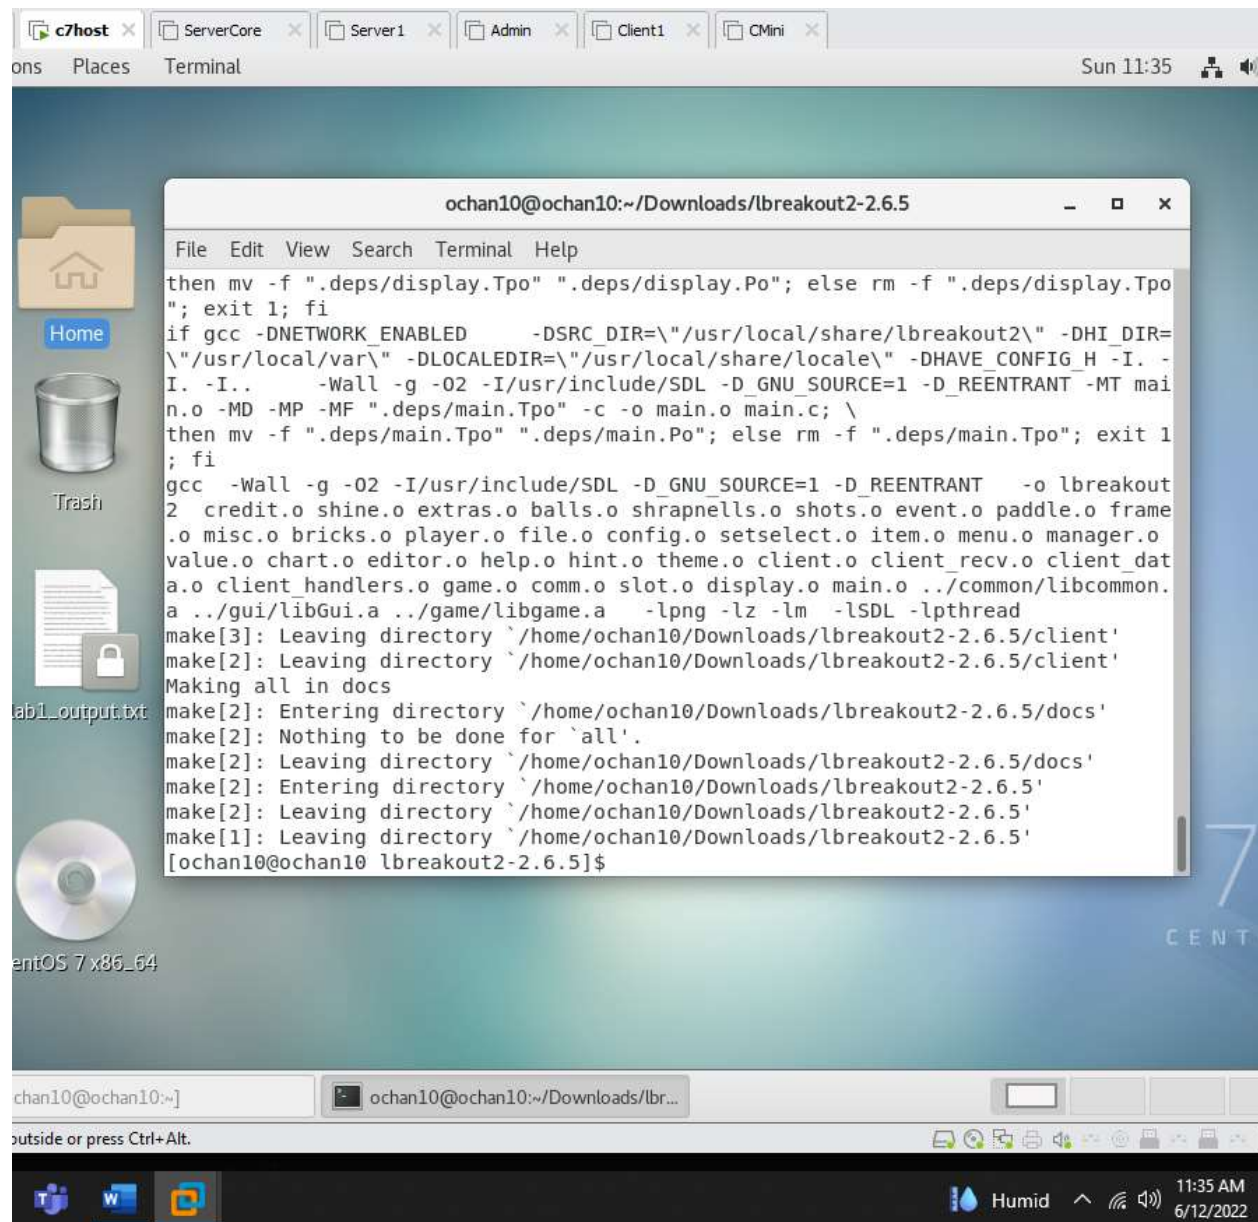 c7host
ServerCore
Server1
Admin
Client1
CMini
ons Places Terminal
Sun 11:35
ochan10@ochan10:~/Downloads/lbreakout2-2.6.5
File Edit View Search Terminal Help
then mv -f ".deps/display.Tpo" ".deps/display.Po"; else rm -f ".deps/display.Tpo
"; exit 1; fi
if gcc -DNETWORK_ENABLED      -DSRC_DIR=\"/usr/local/share/lbreakout2\" -DHI_DIR=
\"/usr/local/var\" -DLOCALEDIR=\"/usr/local/share/locale\" -DHAVE_CONFIG_H -I. -
I. -I..      -Wall -g -O2 -I/usr/include/SDL -D_GNU_SOURCE=1 -D_REENTRANT -MT mai
n.o -MD -MP -MF ".deps/main.Tpo" -c -o main.o main.c; \
then mv -f ".deps/main.Tpo" ".deps/main.Po"; else rm -f ".deps/main.Tpo"; exit 1
; fi
gcc  -Wall -g -O2 -I/usr/include/SDL -D_GNU_SOURCE=1 -D_REENTRANT   -o lbreakout
2  credit.o shine.o extras.o balls.o shrapnells.o shots.o event.o paddle.o frame
.o misc.o bricks.o player.o file.o config.o setselect.o item.o menu.o manager.o
value.o chart.o editor.o help.o hint.o theme.o client.o client_recv.o client_dat
a.o client_handlers.o game.o comm.o slot.o display.o main.o ../common/libcommon.
a ../gui/libGui.a ../game/libgame.a   -lpng -lz -lm  -lSDL -lpthread
make[3]: Leaving directory `/home/ochan10/Downloads/lbreakout2-2.6.5/client'
make[2]: Leaving directory `/home/ochan10/Downloads/lbreakout2-2.6.5/client'
Making all in docs
make[2]: Entering directory `/home/ochan10/Downloads/lbreakout2-2.6.5/docs'
make[2]: Nothing to be done for `all'.
make[2]: Leaving directory `/home/ochan10/Downloads/lbreakout2-2.6.5/docs'
make[2]: Entering directory `/home/ochan10/Downloads/lbreakout2-2.6.5'
make[2]: Leaving directory `/home/ochan10/Downloads/lbreakout2-2.6.5'
make[1]: Leaving directory `/home/ochan10/Downloads/lbreakout2-2.6.5'
[ochan10@ochan10 lbreakout2-2.6.5]$
Home
Trash
lab1_output.txt
entOS 7 x86_64
7
CENT
chan10@ochan10:~]
ochan10@ochan10:~/Downloads/lbr...
outside or press Ctrl+Alt.
Humid
11:35 AM
6/12/2022